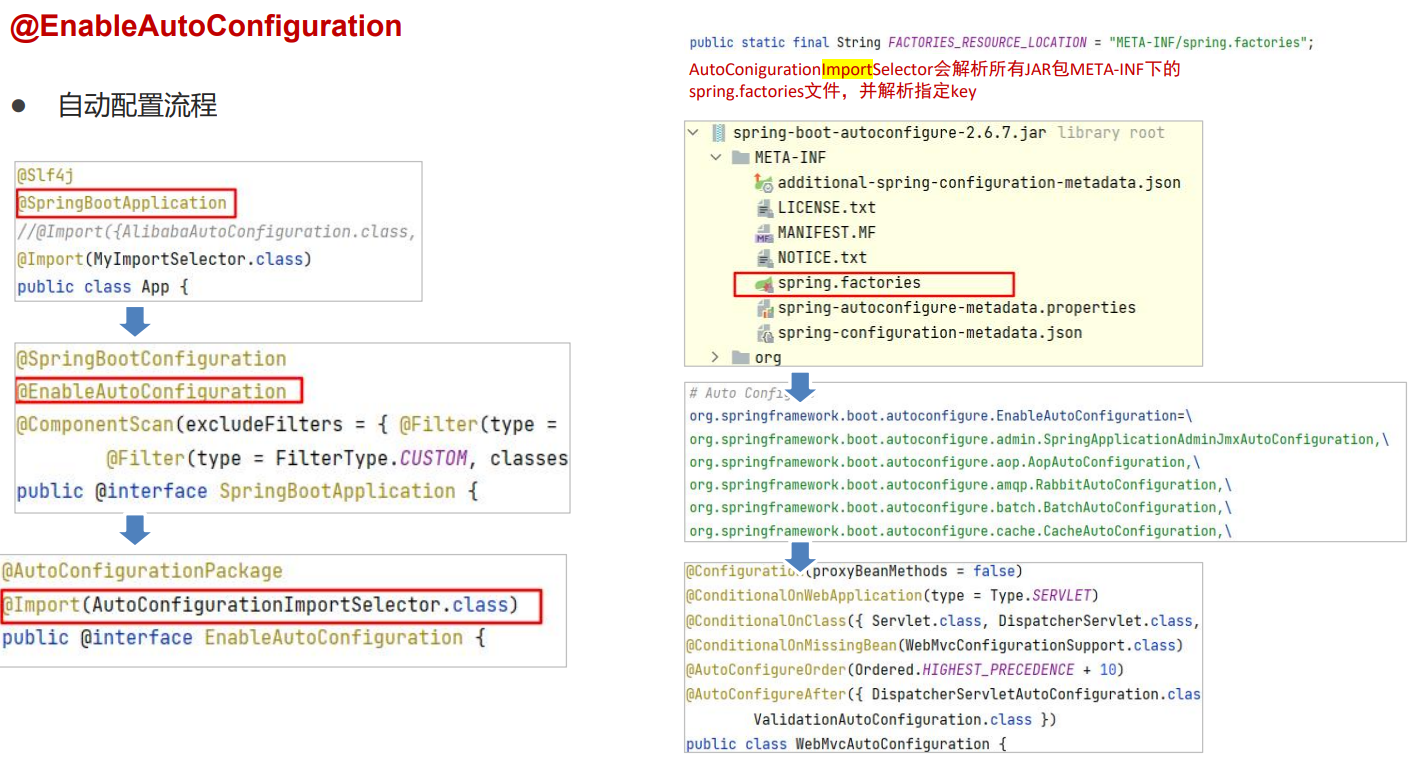 @EnableAutoConfiguration
● 自动配置流程
@Slf4j
@SpringBootApplication
//@Import({AlibabaAutoConfiguration.class,
@Import(MyImportSelector.class)
public class App {
@SpringBootConfiguration
@EnableAutoConfiguration
@ComponentScan(excludeFilters = { @Filter(type =
@Filter(type = FilterType.CUSTOM, classes
public @interface SpringBootApplication {
@AutoConfigurationPackage
@Import(AutoConfigurationImportSelector.class)
public @interface EnableAutoConfiguration {
public static final String FACTORIES_RESOURCE_LOCATION = "META-INF/spring.factories";
AutoConigurationImportSelector会解析所有JAR包META-INF下的
spring.factories文件，并解析指定key
spring-boot-autoconfigure-2.6.7.jar library root
META-INF
additional-spring-configuration-metadata.json
LICENSE.txt
MANIFEST.MF
NOTICE.txt
spring.factories
spring-autoconfigure-metadata.properties
spring-configuration-metadata.json
org
# Auto Config
org.springframework.boot.autoconfigure.EnableAutoConfiguration=\
org.springframework.boot.autoconfigure.admin.SpringApplicationAdminJmxAutoConfiguration,\
org.springframework.boot.autoconfigure.aop.AopAutoConfiguration,\
org.springframework.boot.autoconfigure.amqp.RabbitAutoConfiguration,\
org.springframework.boot.autoconfigure.batch.BatchAutoConfiguration,\
org.springframework.boot.autoconfigure.cache.CacheAutoConfiguration,\
@Configuration(proxyBeanMethods = false)
@ConditionalOnWebApplication(type = Type.SERVLET)
@ConditionalOnClass({ Servlet.class, DispatcherServlet.class,
@ConditionalOnMissingBean(WebMvcConfigurationSupport.class)
@AutoConfigureOrder(Ordered.HIGHEST_PRECEDENCE + 10)
@AutoConfigureAfter({ DispatcherServletAutoConfiguration.clas
ValidationAutoConfiguration.class })
public class WebMvcAutoConfiguration {